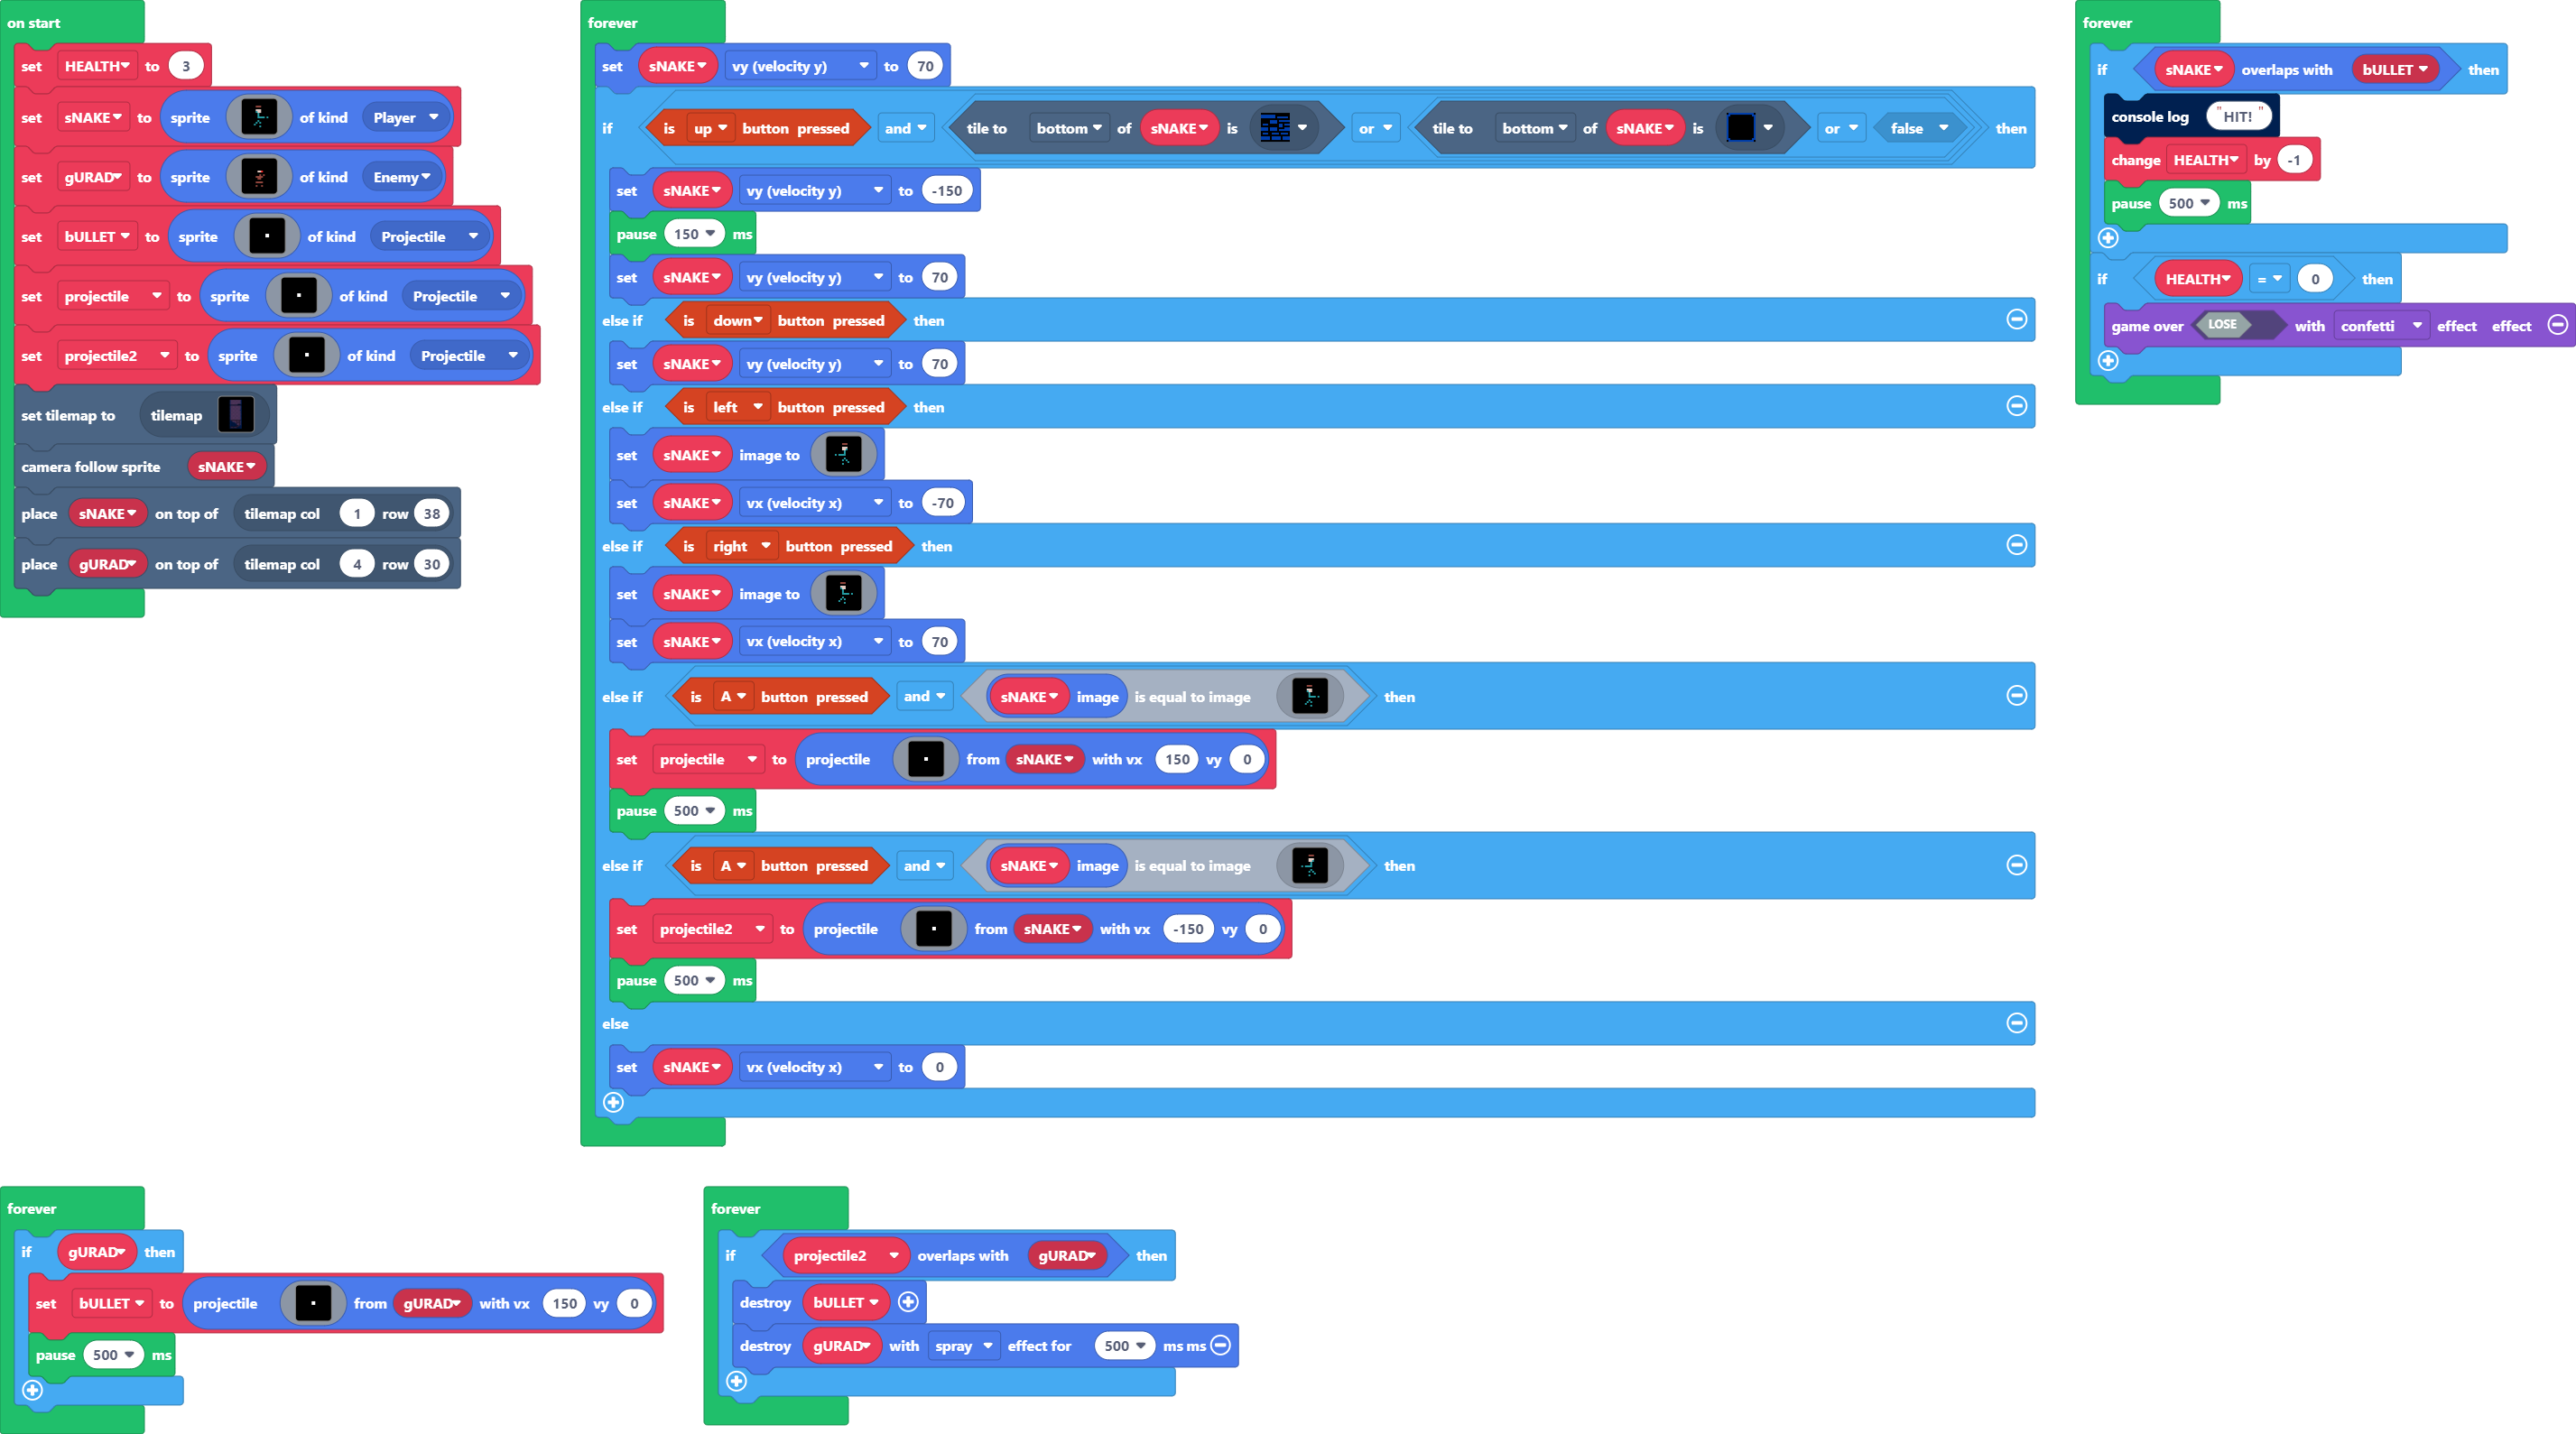 on start
set HEALTH to 3
set sNAKE to sprite of kind Player
set gURAD to sprite of kind Enemy
set bULLET to sprite of kind Projectile
set projectile to sprite of kind Projectile
set projectile2 to sprite of kind Projectile
set tilemap to tilemap
camera follow sprite sNAKE
place sNAKE on top of tilemap col 1 row 38
place gURAD on top of tilemap col 4 row 30
forever
set sNAKE vy (velocity y) to 70
if is up button pressed and tile to bottom of sNAKE is or tile to bottom of sNAKE is or false then
set sNAKE vy (velocity y) to -150
pause 150 ms
set sNAKE vy (velocity y) to 70
else if is down button pressed then
set sNAKE vy (velocity y) to 70
else if is left button pressed then
set sNAKE image to
set sNAKE vx (velocity x) to -70
else if is right button pressed then
set sNAKE image to
set sNAKE vx (velocity x) to 70
else if is A button pressed and sNAKE image is equal to image then
set projectile to projectile from sNAKE with vx 150 vy 0
pause 500 ms
else if is A button pressed and sNAKE image is equal to image then
set projectile2 to projectile from sNAKE with vx -150 vy 0
pause 500 ms
else
set sNAKE vx (velocity x) to 0
forever
if sNAKE overlaps with bULLET then
console log "HIT!"
change HEALTH by -1
pause 500 ms
if HEALTH = 0 then
game over LOSE with confetti effect effect
forever
if gURAD then
set bULLET to projectile from gURAD with vx 150 vy 0
pause 500 ms
forever
if projectile2 overlaps with gURAD then
destroy bULLET
destroy gURAD with spray effect for 500 ms ms